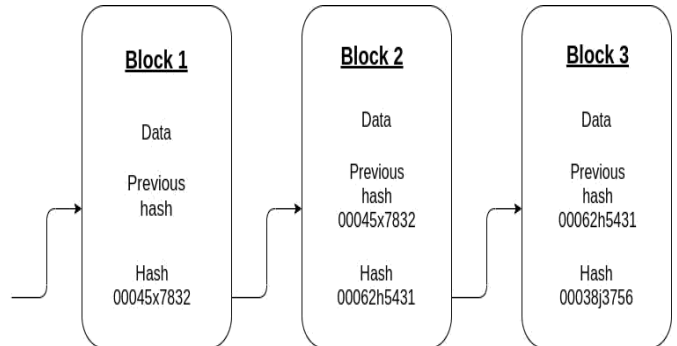 Block 1
Data
Previous
hash
Hash
00045x7832
Block 2
Data
Previous
hash
00045x7832
Hash
00062h5431
Block 3
Data
Previous
hash
00062h5431
Hash
00038j3756